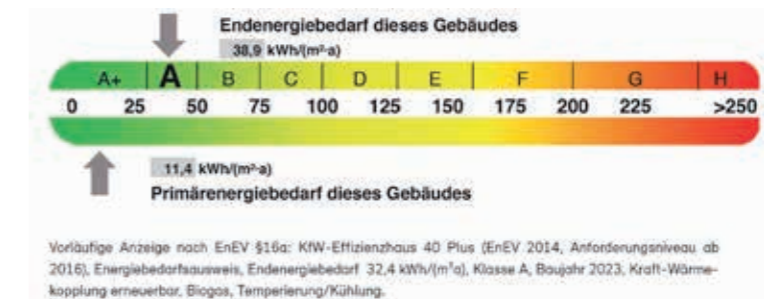 Endenergiebedarf dieses Gebäudes
38,9 kWh/(m²·a)
A+ A B C D E F G H
0 25 50 75 100 125 150 175 200 225 >250
11,4 kWh/(m²·a)
Primärenergiebedarf dieses Gebäudes
Vorläufige Anzeige nach EnEV §16a: KfW-Effizienzhaus 40 Plus (EnEV 2014, Anforderungsniveau ab
2016), Energiebedarfsausweis, Endenergiebedarf 32,4 kWh/(m²a), Klasse A, Baujahr 2023, Kraft-Wärme-
kopplung erneuerbar, Biogas, Temperierung/Kühlung.